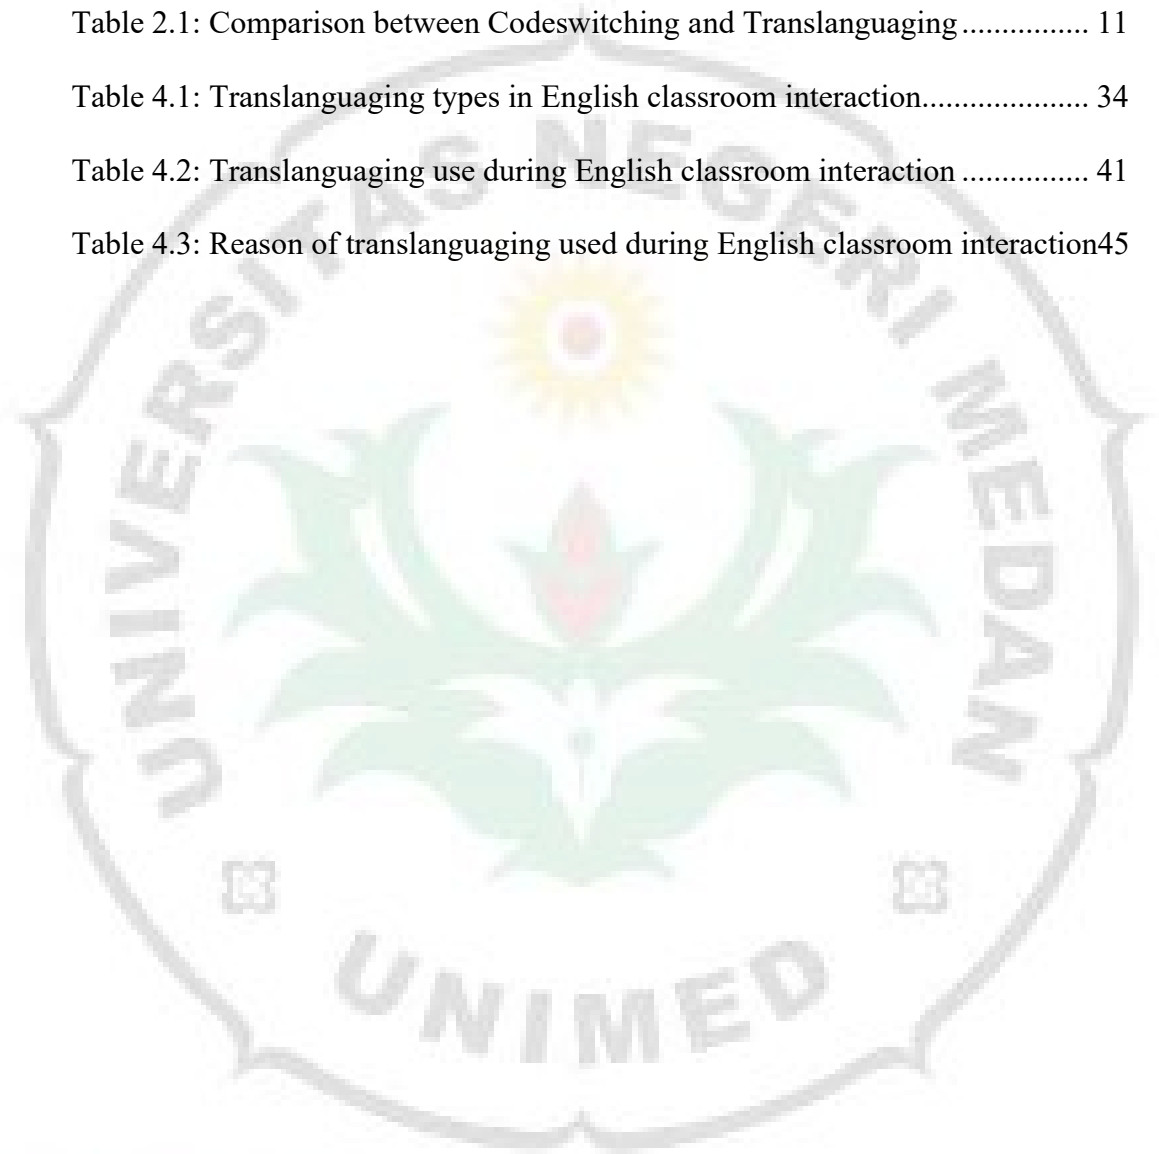 Table 2.1: Comparison between Codeswitching and Translanguaging ................ 11
Table 4.1: Translanguaging types in English classroom interaction..................... 34
Table 4.2: Translanguaging use during English classroom interaction ............... 41
Table 4.3: Reason of translanguaging used during English classroom interaction45
UNIVERSITAS NEGERI MEDAN
UNIMED